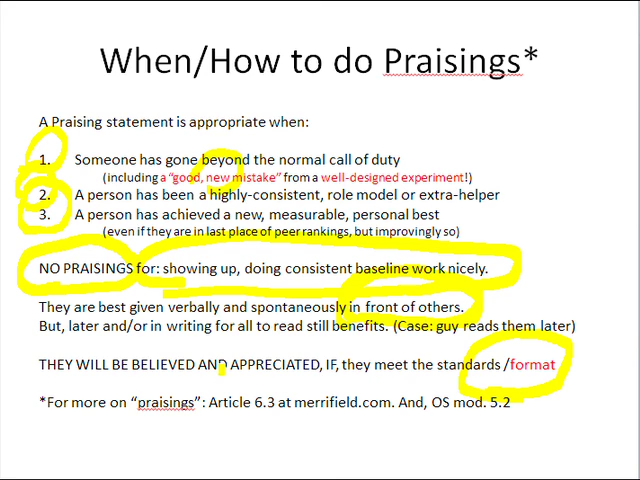 When/How to do Praisings*
A Praising statement is appropriate when:
1. Someone has gone beyond the normal call of duty
(including a “good, new mistake” from a well-designed experiment!)
2. A person has been a highly-consistent, role model or extra-helper
3. A person has achieved a new, measurable, personal best
(even if they are in last place of peer rankings, but improvingly so)
NO PRAISINGS for: showing up, doing consistent baseline work nicely.
They are best given verbally and spontaneously in front of others.
But, later and/or in writing for all to read still benefits. (Case: guy reads them later)
THEY WILL BE BELIEVED AND APPRECIATED, IF, they meet the standards /format
*For more on “praisings”: Article 6.3 at merrifield.com. And, OS mod. 5.2